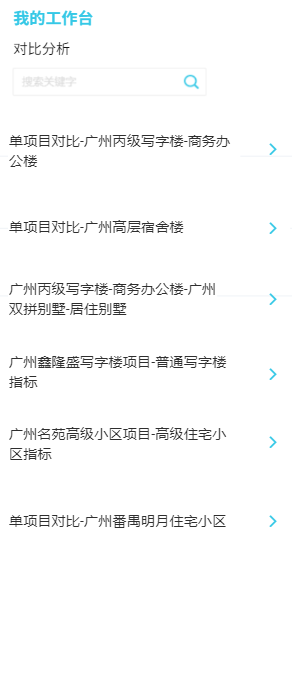 我的工作台
对比分析
搜索关键字
单项目对比-广州丙级写字楼-商务办
公楼
单项目对比-广州高层宿舍楼
广州丙级写字楼-商务办公楼-广州
双拼别墅-居住别墅
广州鑫隆盛写字楼项目-普通写字楼
指标
广州名苑高级小区项目-高级住宅小
区指标
单项目对比-广州番禺明月住宅小区